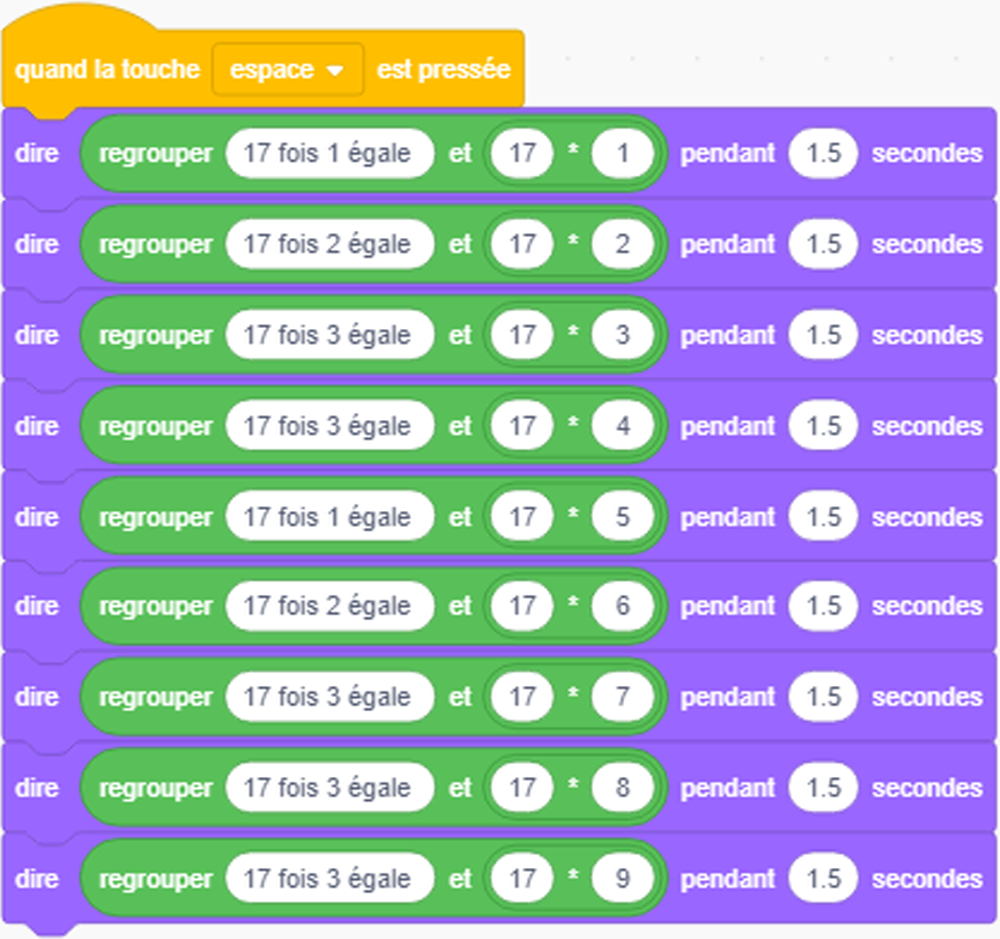 quand la touche espace est pressée
dire regrouper 17 fois 1 égale et 17 * 1 pendant 1.5 secondes
dire regrouper 17 fois 2 égale et 17 * 2 pendant 1.5 secondes
dire regrouper 17 fois 3 égale et 17 * 3 pendant 1.5 secondes
dire regrouper 17 fois 3 égale et 17 * 4 pendant 1.5 secondes
dire regrouper 17 fois 1 égale et 17 * 5 pendant 1.5 secondes
dire regrouper 17 fois 2 égale et 17 * 6 pendant 1.5 secondes
dire regrouper 17 fois 3 égale et 17 * 7 pendant 1.5 secondes
dire regrouper 17 fois 3 égale et 17 * 8 pendant 1.5 secondes
dire regrouper 17 fois 3 égale et 17 * 9 pendant 1.5 secondes